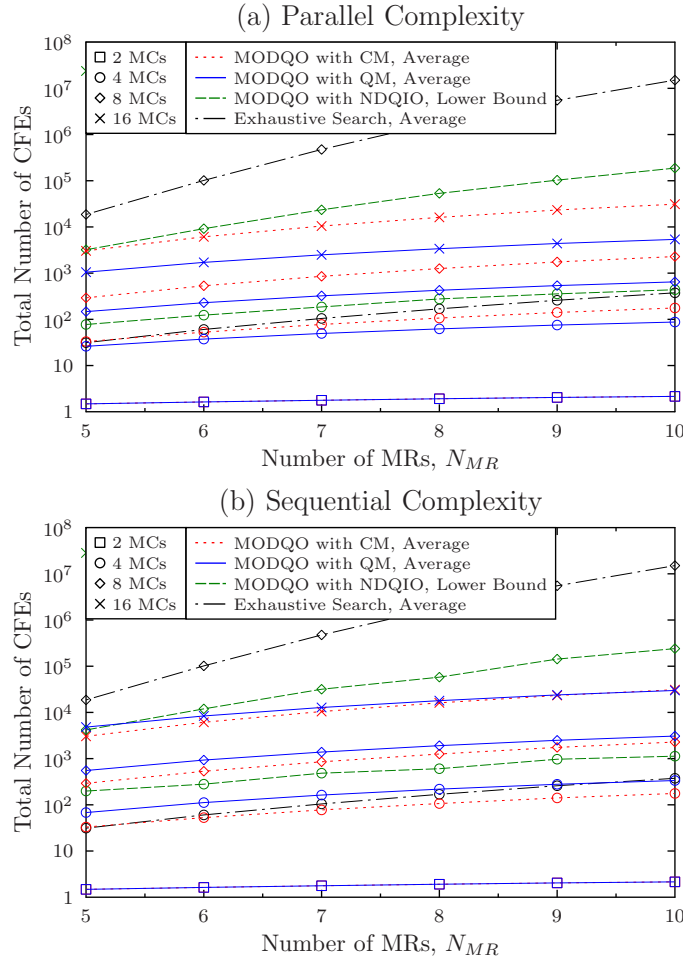 (a) Parallel Complexity
Total Number of CFEs
10^8
10^7
10^6
10^5
10^4
10^3
10^2
10
1
2 MCs
4 MCs
8 MCs
16 MCs
MODQO with CM, Average
MODQO with QM, Average
MODQO with NDQIO, Lower Bound
Exhaustive Search, Average
5 6 7 8 9 10
Number of MRs, N_{MR}
(b) Sequential Complexity
Total Number of CFEs
10^8
10^7
10^6
10^5
10^4
10^3
10^2
10
1
2 MCs
4 MCs
8 MCs
16 MCs
MODQO with CM, Average
MODQO with QM, Average
MODQO with NDQIO, Lower Bound
Exhaustive Search, Average
5 6 7 8 9 10
Number of MRs, N_{MR}